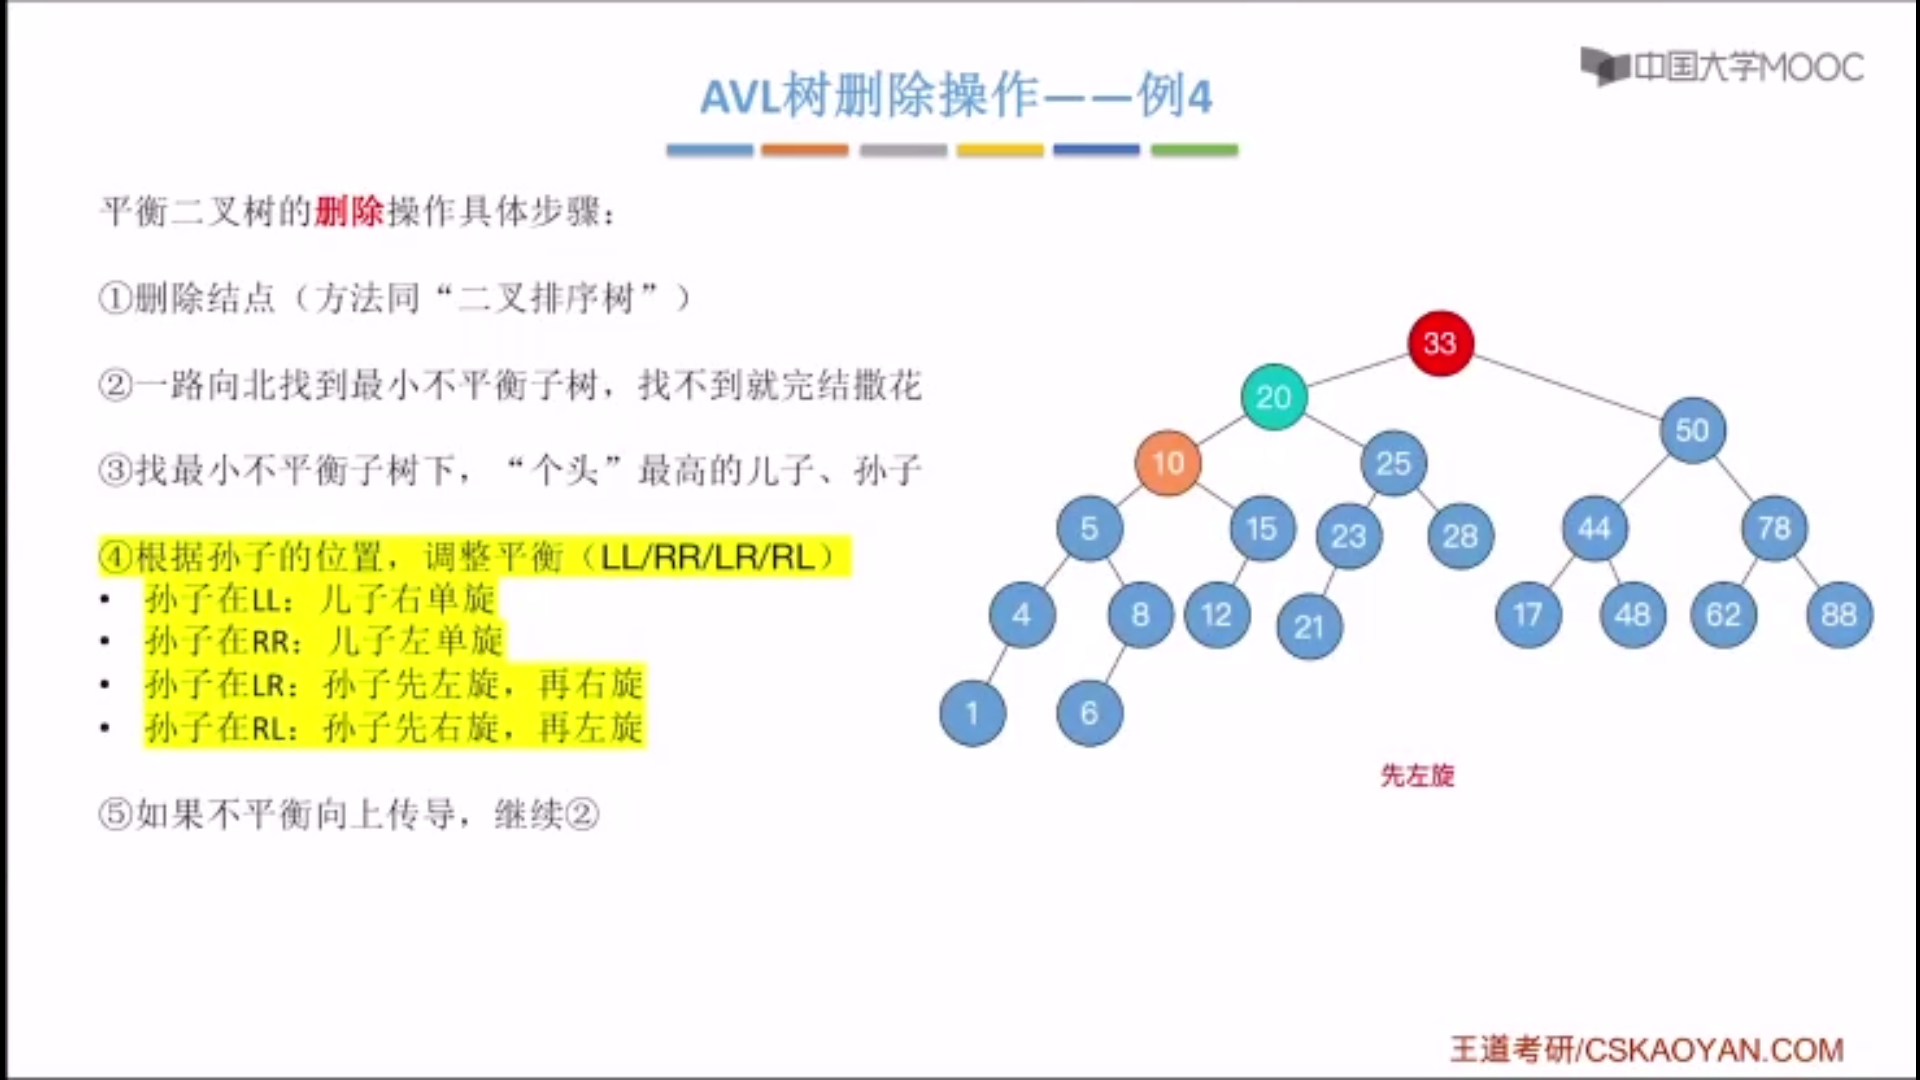 中国大学MOOC
AVL树删除操作——例4
平衡二叉树的删除操作具体步骤：
①删除结点（方法同“二叉排序树”）
②一路向北找到最小不平衡子树，找不到就完结撒花
③找最小不平衡子树下，“个头”最高的儿子、孙子
④根据孙子的位置，调整平衡（LL/RR/LR/RL）
• 孙子在LL：儿子右单旋
• 孙子在RR：儿子左单旋
• 孙子在LR：孙子先左旋，再右旋
• 孙子在RL：孙子先右旋，再左旋
⑤如果不平衡向上传导，继续②
33
20
50
10
25
5
15
23
28
44
78
4
8
12
21
17
48
62
88
1
6
先左旋
王道考研/CSKAOYAN.COM